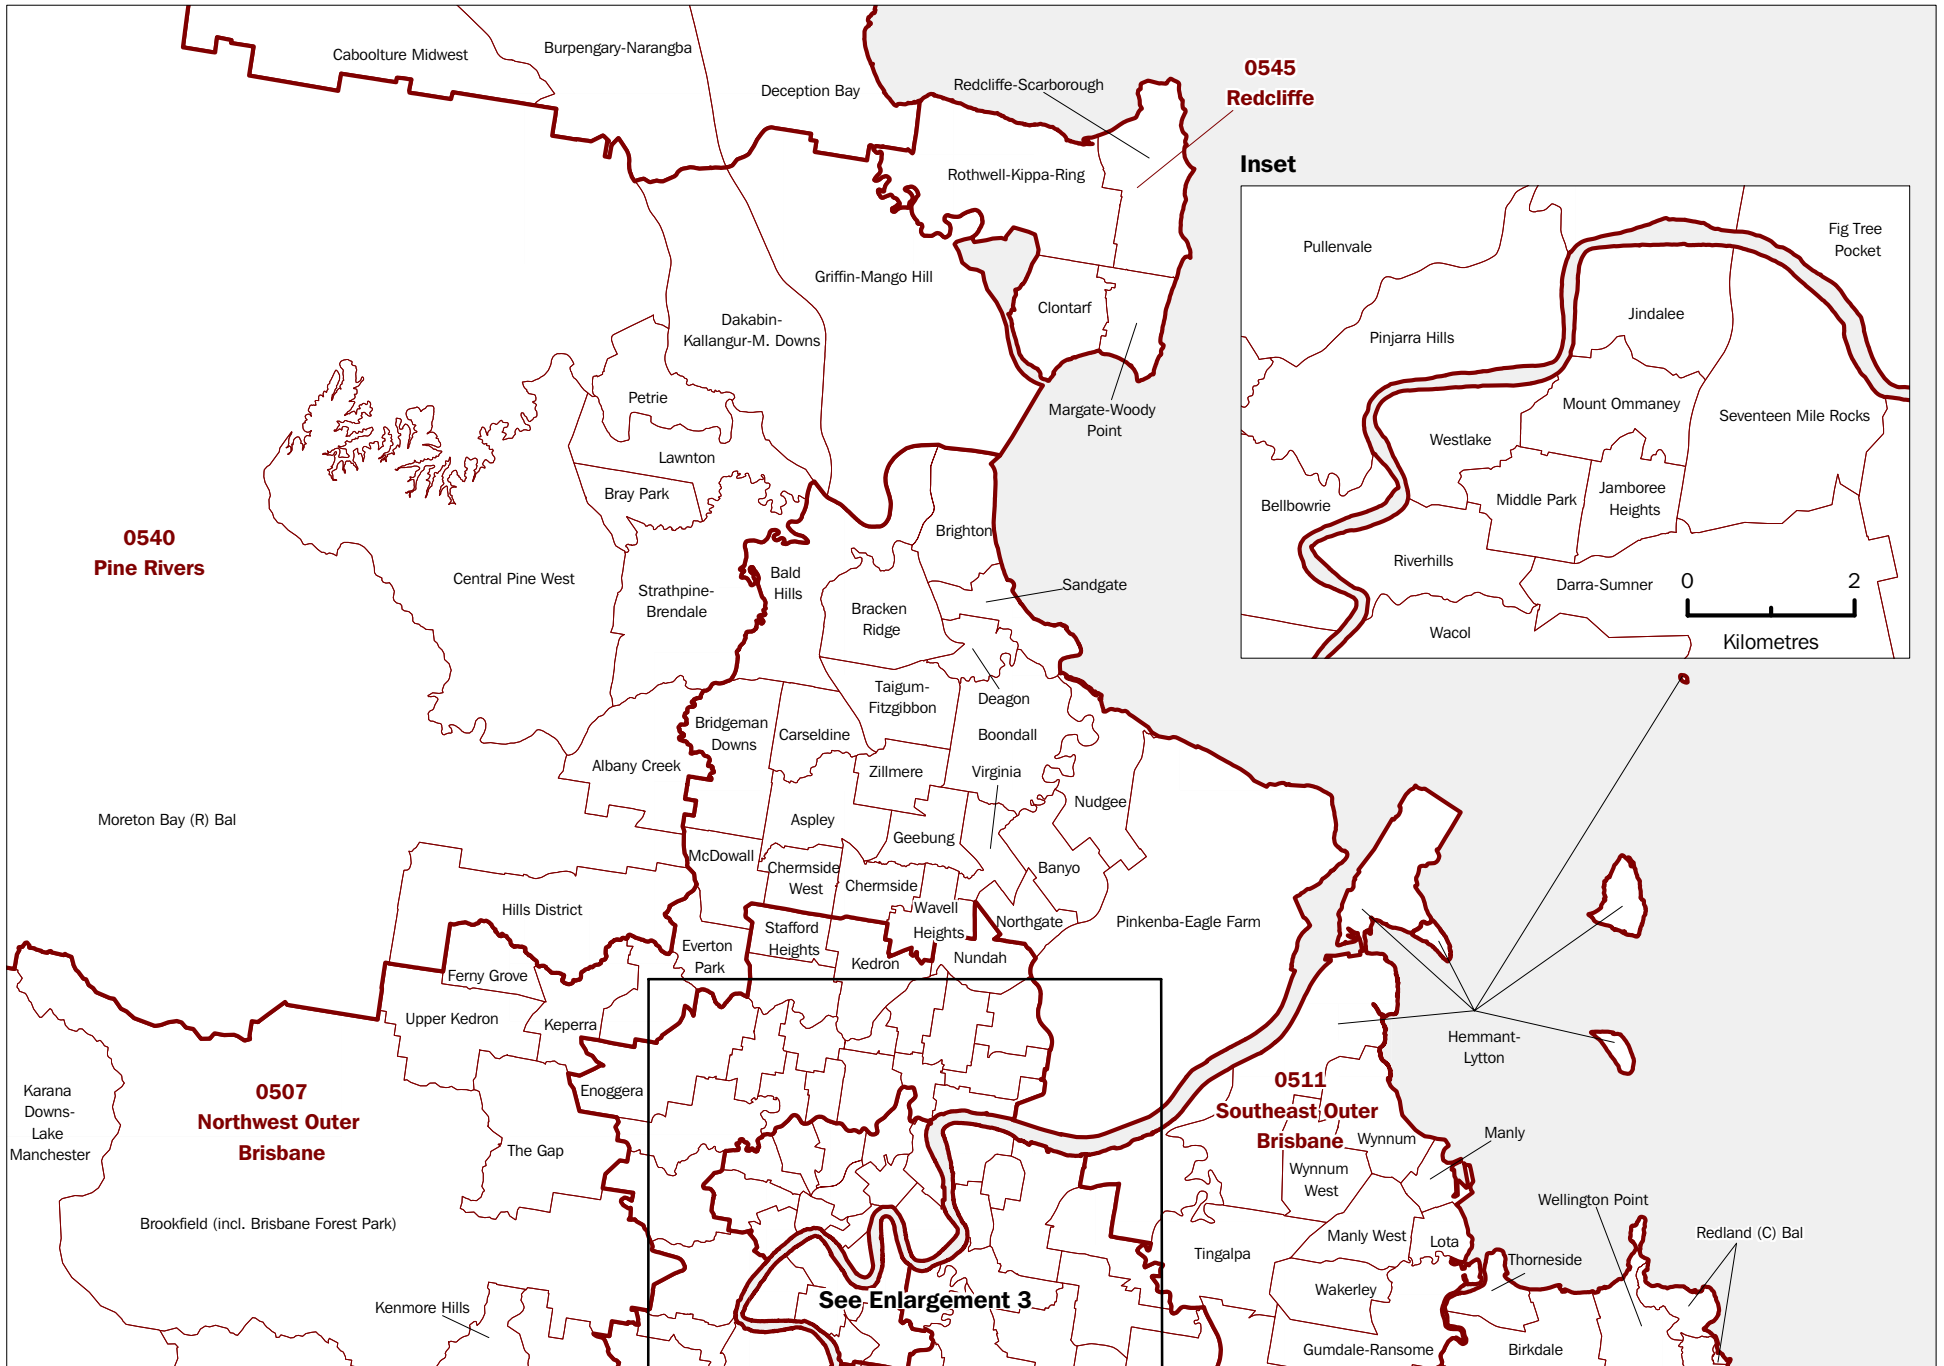 Caboolture Midwest
Burpengary-Narangba
Deception Bay
Redcliffe-Scarborough
0545
Redcliffe
Rothwell-Kippa-Ring
Griffin-Mango Hill
Clontarf
Dakabin-
Kallangur-M. Downs
Margate-Woody
Point
Petrie
Lawnton
Bray Park
Brighton
0540
Pine Rivers
Central Pine West
Strathpine-
Brendale
Bald
Hills
Bracken
Ridge
Sandgate
Deagon
Taigum-
Fitzgibbon
Bridgeman
Downs
Carseldine
Boondall
Albany Creek
Zillmere
Virginia
Nudgee
Moreton Bay (R) Bal
Aspley
Geebung
McDowall
Chermside
West
Chermside
Banyo
Hills District
Wavell
Heights
Northgate
Pinkenba-Eagle Farm
Stafford
Heights
Everton
Park
Kedron
Nundah
Ferny Grove
Upper Kedron
Keperra
Enoggera
Karana
Downs-
Lake
Manchester
0507
Northwest Outer
Brisbane
The Gap
Brookfield (incl. Brisbane Forest Park)
Kenmore Hills
See Enlargement 3
Inset
Pullenvale
Fig Tree
Pocket
Pinjarra Hills
Jindalee
Mount Ommaney
Seventeen Mile Rocks
Westlake
Middle Park
Jamboree
Heights
Bellbowrie
Riverhills
Darra-Sumner
Wacol
0 2
Kilometres
Hemmant-
Lytton
0511
Southeast Outer
Brisbane
Wynnum
Manly
Wynnum
West
Wellington Point
Redland (C) Bal
Manly West
Lota
Tingalpa
Thorneside
Wakerley
Gumdale-Ransome
Birkdale